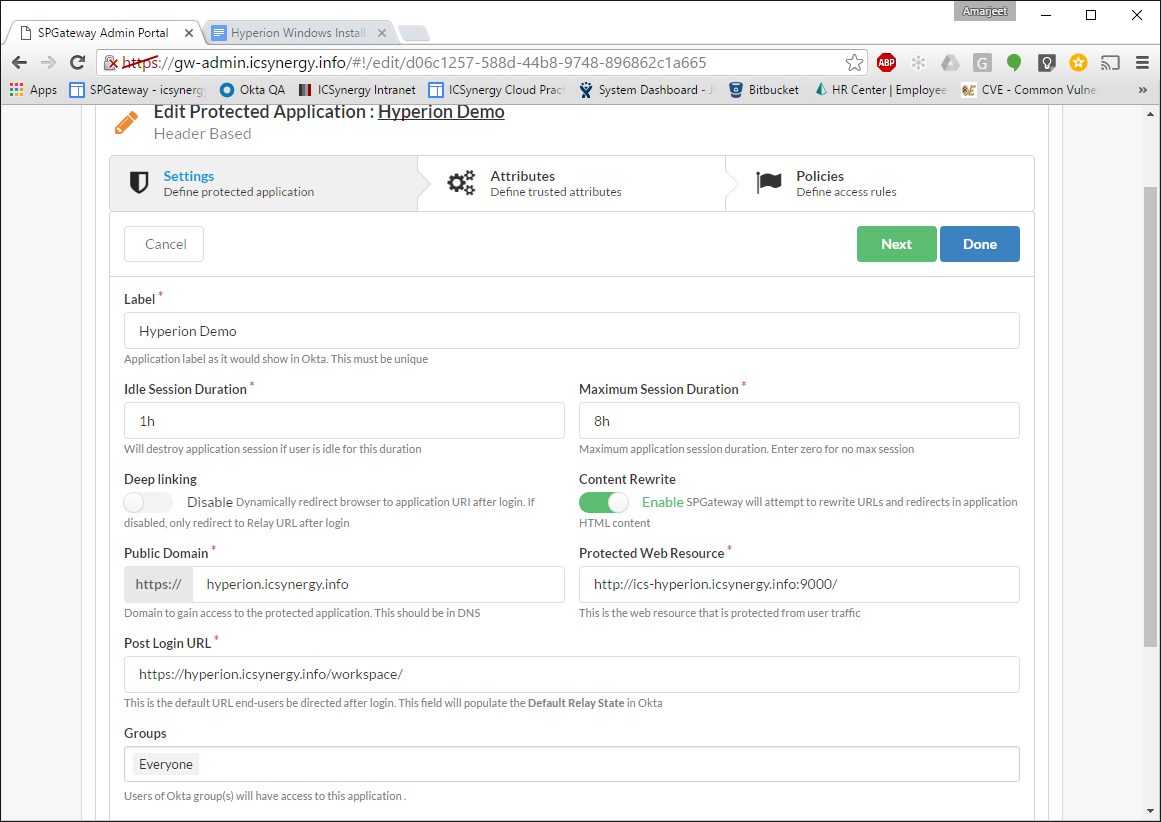 Amarjeet
SPGateway Admin Portal
Hyperion Windows Instal
https://gw-admin.icsynergy.info/#!/edit/d06c1257-588d-44b8-9748-896862c1a665
ABP
G
Apps
SPGateway - icsynerg
Okta QA
ICSynergy Intranet
ICSynergy Cloud Prac
System Dashboard - J
Bitbucket
HR Center | Employee
CVE - Common Vulne
»
Edit Protected Application : Hyperion Demo
Header Based
Settings
Define protected application
Attributes
Define trusted attributes
Policies
Define access rules
Cancel
Next
Done
Label *
Hyperion Demo
Application label as it would show in Okta. This must be unique
Idle Session Duration *
Maximum Session Duration *
1h
8h
Will destroy application session if user is idle for this duration
Maximum application session duration. Enter zero for no max session
Deep linking
Disable Dynamically redirect browser to application URI after login. If
disabled, only redirect to Relay URL after login
Content Rewrite
Enable SPGateway will attempt to rewrite URLs and redirects in application
HTML content
Public Domain *
Protected Web Resource *
https://
hyperion.icsynergy.info
http://ics-hyperion.icsynergy.info:9000/
Domain to gain access to the protected application. This should be in DNS
This is the web resource that is protected from user traffic
Post Login URL *
https://hyperion.icsynergy.info/workspace/
This is the default URL end-users be directed after login. This field will populate the Default Relay State in Okta
Groups
Everyone
Users of Okta group(s) will have access to this application .